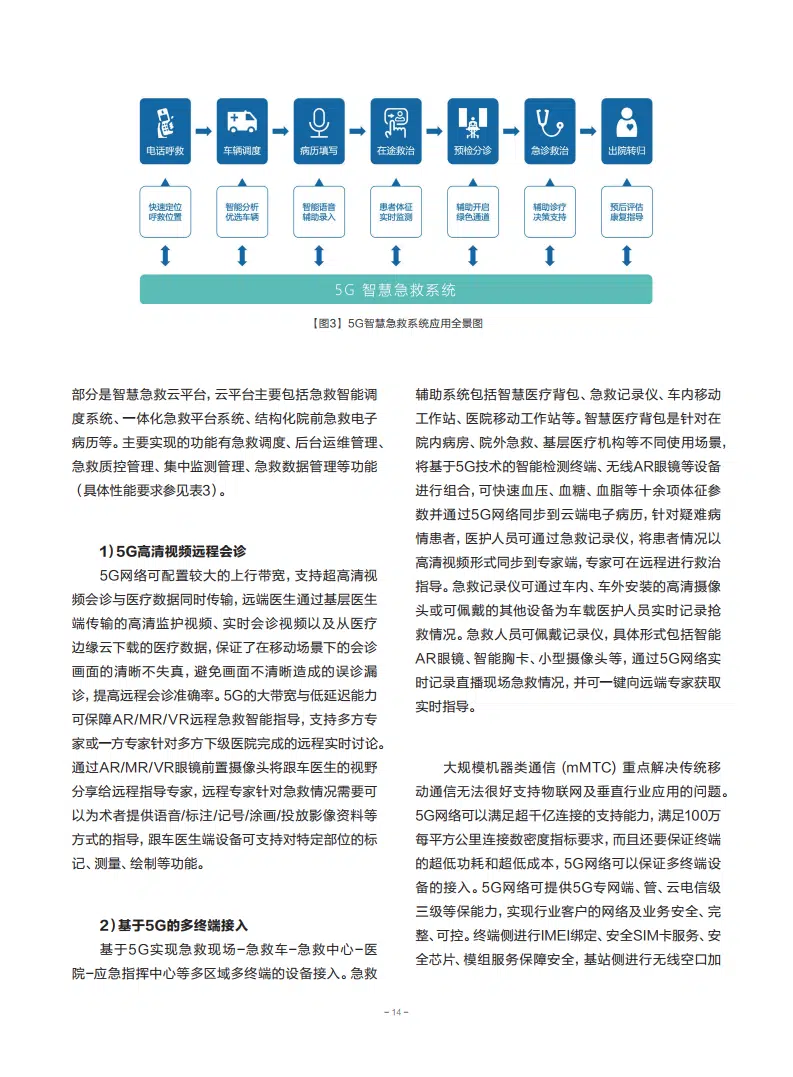 电话呼救
车辆调度
病历填写
在途救治
预检分诊
急诊救治
出院转归
快速定位
呼救位置
智能分析
优选车辆
智能语音
辅助录入
患者体征
实时监测
辅助开启
绿色通道
辅助诊疗
决策支持
预后评估
康复指导
5G 智慧急救系统
【图3】5G智慧急救系统应用全景图
部分是智慧急救云平台，云平台主要包括急救智能调
度系统、一体化急救平台系统、结构化院前急救电子
病历等。主要实现的功能有急救调度、后台运维管理、
急救质控管理、集中监测管理、急救数据管理等功能
（具体性能要求参见表3）。
1）5G高清视频远程会诊
5G网络可配置较大的上行带宽，支持超高清视
频会诊与医疗数据同时传输，远端医生通过基层医生
端传输的高清监护视频、实时会诊视频以及从医疗
边缘云下载的医疗数据，保证了在移动场景下的会诊
画面的清晰不失真，避免画面不清晰造成的误诊漏
诊，提高远程会诊准确率。5G的大带宽与低延迟能力
可保障AR/MR/VR远程急救智能指导，支持多方专
家或一方专家针对多方下级医院完成的远程实时讨论。
通过AR/MR/VR眼镜前置摄像头将跟车医生的视野
分享给远程指导专家，远程专家针对急救情况需要可
以为术者提供语音/标注/记号/涂画/投放影像资料等
方式的指导，跟车医生端设备可支持对特定部位的标
记、测量、绘制等功能。
2）基于5G的多终端接入
基于5G实现急救现场-急救车-急救中心-医
院-应急指挥中心等多区域多终端的设备接入。急救
辅助系统包括智慧医疗背包、急救记录仪、车内移动
工作站、医院移动工作站等。智慧医疗背包是针对在
院内病房、院外急救、基层医疗机构等不同使用场景，
将基于5G技术的智能检测终端、无线AR眼镜等设备
进行组合，可快速血压、血糖、血脂等十余项体征参
数并通过5G网络同步到云端电子病历，针对疑难病
情患者，医护人员可通过急救记录仪，将患者情况以
高清视频形式同步到专家端，专家可在远程进行救治
指导。急救记录仪可通过车内、车外安装的高清摄像
头或可佩戴的其他设备为车载医护人员实时记录抢
救情况。急救人员可佩戴记录仪，具体形式包括智能
AR眼镜、智能胸卡、小型摄像头等，通过5G网络实
时记录直播现场急救情况，并可一键向远端专家获取
实时指导。
大规模机器类通信（mMTC）重点解决传统移
动通信无法很好支持物联网及垂直行业应用的问题。
5G网络可以满足超千亿连接的支持能力，满足100万
每平方公里连接数密度指标要求，而且还要保证终端
的超低功耗和超低成本，5G网络可以保证多终端设
备的接入。5G网络可提供5G专网端、管、云电信级
三级等保能力，实现行业客户的网络及业务安全、完
整、可控。终端侧进行IMEI绑定、安全SIM卡服务、安
全芯片、模组服务保障安全，基站侧进行无线空口加
- 14 -